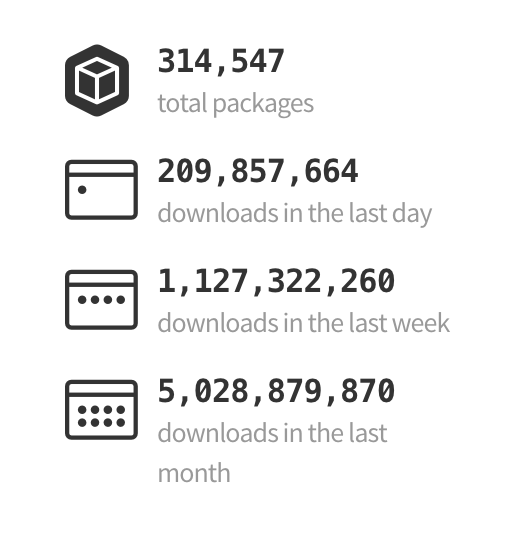 314,547
total packages
209,857,664
downloads in the last day
1,127,322,260
downloads in the last week
5,028,879,870
downloads in the last
month